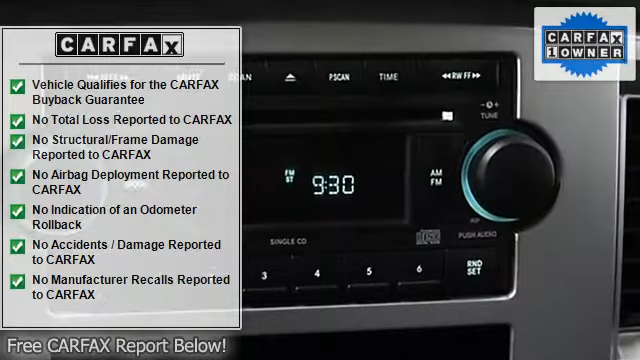 CARFAX
Vehicle Qualifies for the CARFAX
Buyback Guarantee
No Total Loss Reported to CARFAX
No Structural/Frame Damage
Reported to CARFAX
No Airbag Deployment Reported to
CARFAX
No Indication of an Odometer
Rollback
No Accidents / Damage Reported
to CARFAX
No Manufacturer Recalls Reported
to CARFAX
Free CARFAX Report Below!
CARFAX
1 OWNER
PSCAN
TIME
RW FF
TUNE
FM
ST
9:30
AM
FM
SINGLE CD
PUSH AUDIO
3 4 5 6
RND
SET